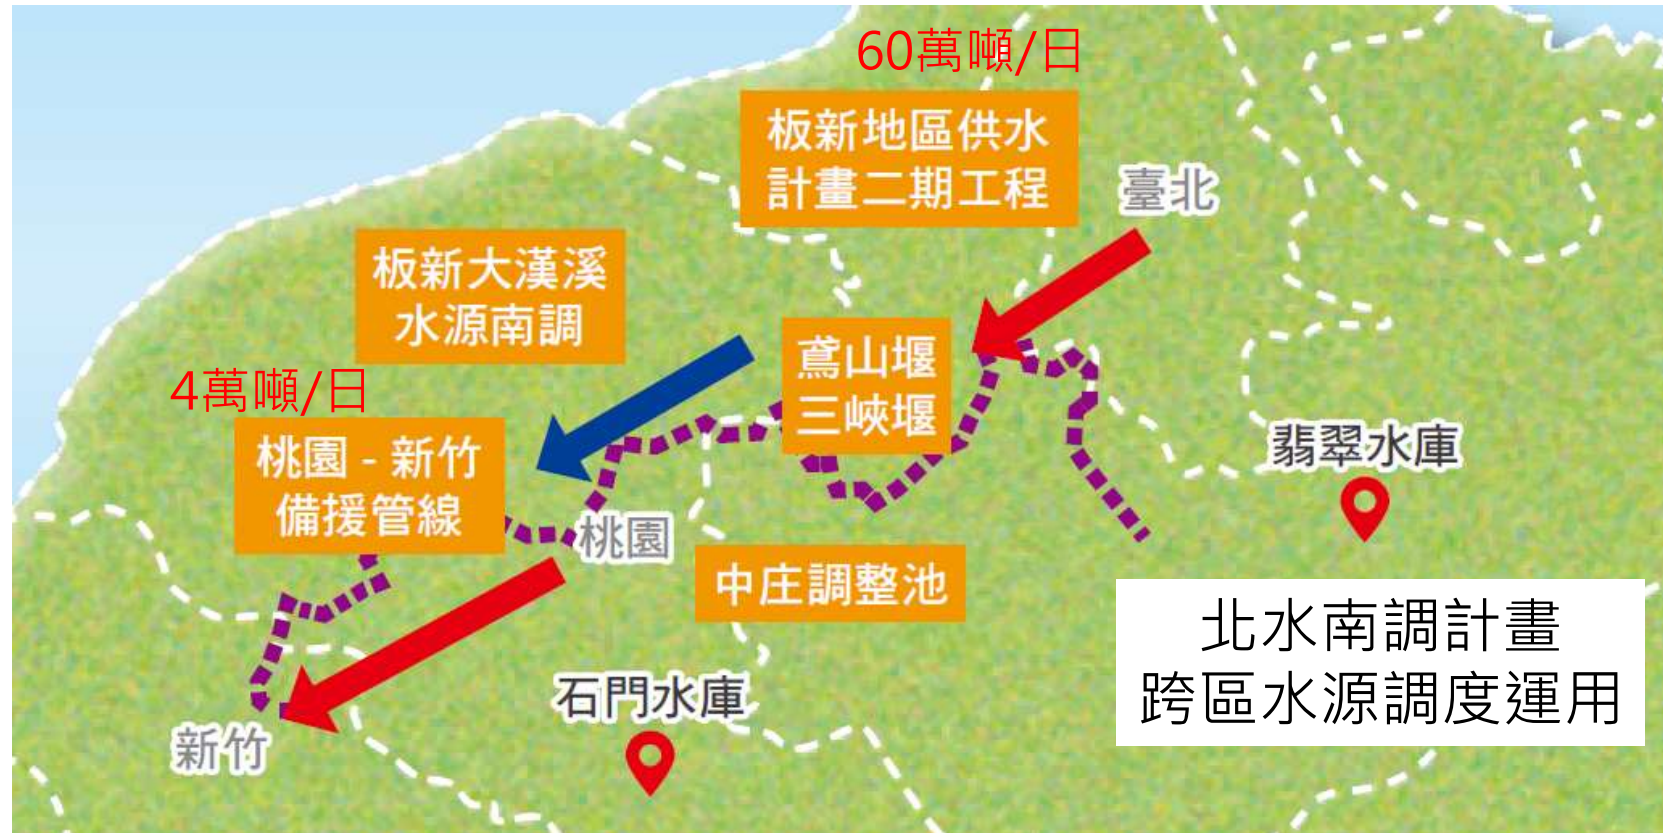 60萬噸/日
板新地區供水
計畫二期工程
臺北
板新大漢溪
水源南調
鳶山堰
三峽堰
4萬噸/日
桃園 - 新竹
備援管線
翡翠水庫
桃園
中庄調整池
北水南調計畫
跨區水源調度運用
石門水庫
新竹